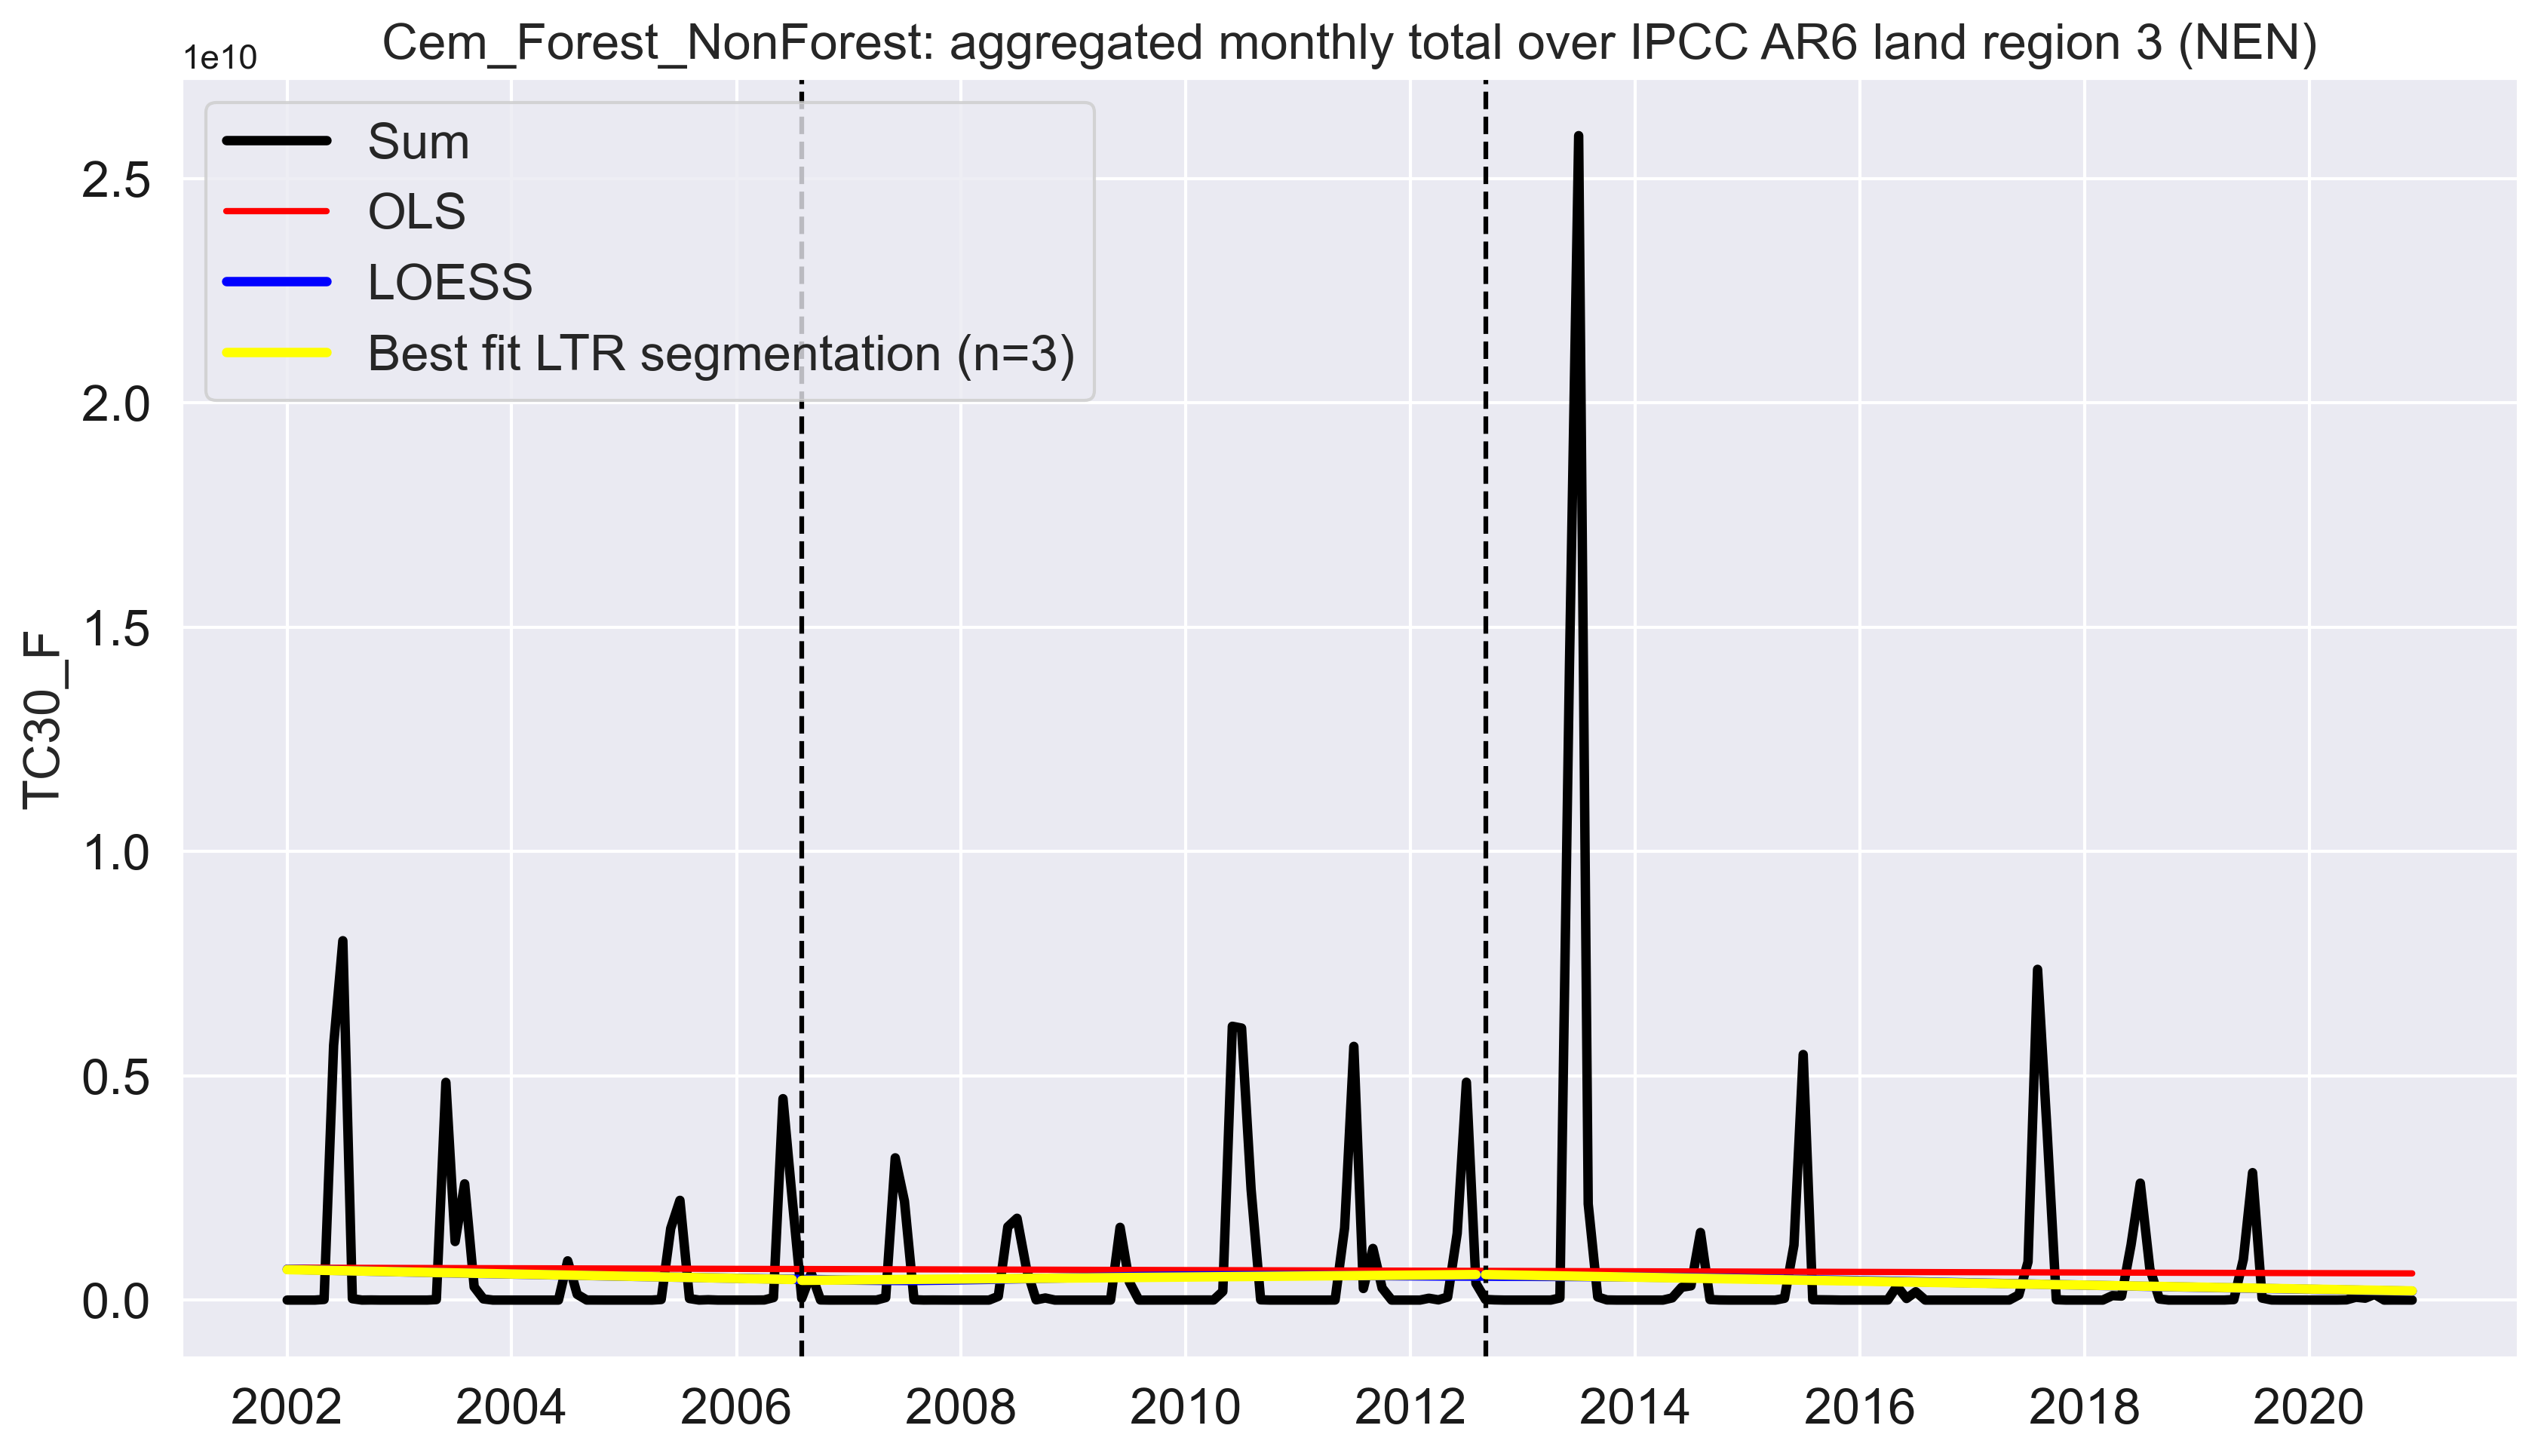 Cem_Forest_NonForest: aggregated monthly total over IPCC AR6 land region 3 (NEN)
1e10
Sum
OLS
LOESS
Best fit LTR segmentation (n=3)
2.5
2.0
1.5
1.0
0.5
0.0
TC30_F
2002 2004 2006 2008 2010 2012 2014 2016 2018 2020